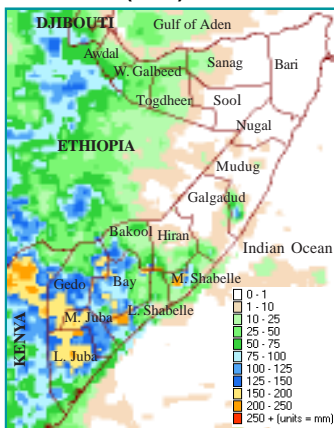 DJIBOUTI
Gulf of Aden
Awdal
W. Galbeed
Sanag
Bari
Togdheer
Sool
Nugal
ETHIOPIA
Mudug
Galgadud
Bakool
Hiran
Indian Ocean
Gedo
Bay
M. Shabelle
L. Shabelle
M. Juba
KENYA
L. Juba
0 - 1
1 - 10
10 - 25
25 - 50
50 - 75
75 - 100
100 - 125
125 - 150
150 - 200
200 - 250
250 + (units = mm)